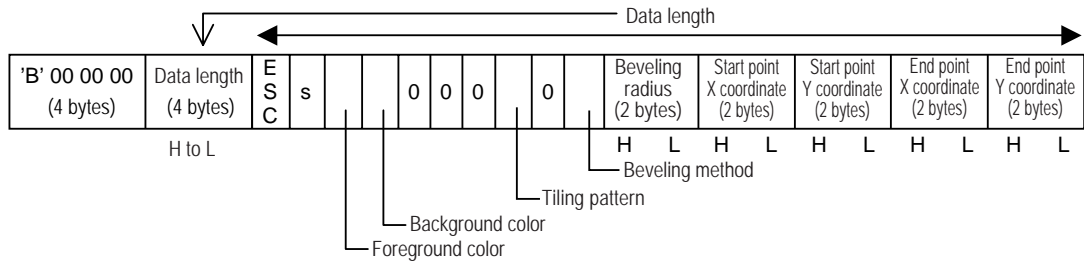 Data length
'B' 00 00 00
(4 bytes)
Data length
(4 bytes)
E
S
C
s
0
0
0
0
Beveling
radius
(2 bytes)
Start point
X coordinate
(2 bytes)
Start point
Y coordinate
(2 bytes)
End point
X coordinate
(2 bytes)
End point
Y coordinate
(2 bytes)
H to L
H L H L H L H L H L
Beveling method
Tiling pattern
Background color
Foreground color